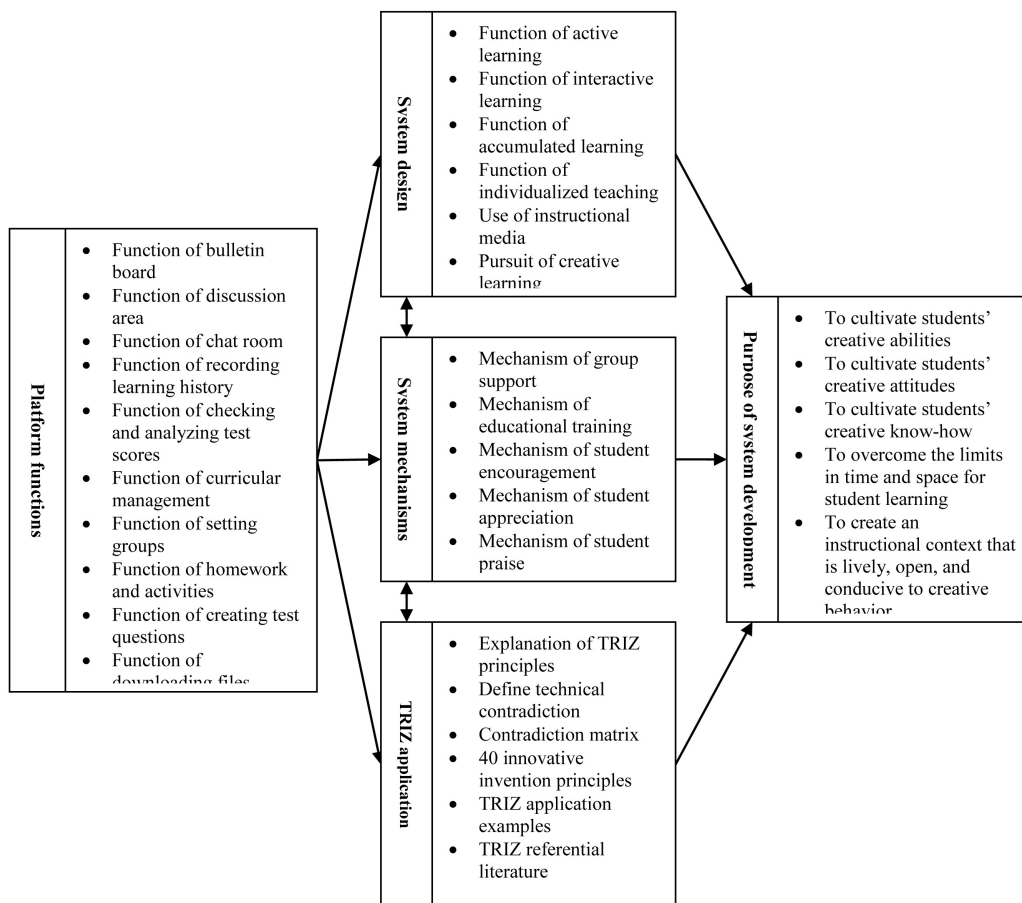 Platform functions
• Function of bulletin
board
• Function of discussion
area
• Function of chat room
• Function of recording
learning history
• Function of checking
and analyzing test
scores
• Function of curricular
management
• Function of setting
groups
• Function of homework
and activities
• Function of creating test
questions
• Function of
downloading files
System design
• Function of active
learning
• Function of interactive
learning
• Function of
accumulated learning
• Function of
individualized teaching
• Use of instructional
media
• Pursuit of creative
learning
System mechanisms
• Mechanism of group
support
• Mechanism of
educational training
• Mechanism of student
encouragement
• Mechanism of student
appreciation
• Mechanism of student
praise
TRIZ application
• Explanation of TRIZ
principles
• Define technical
contradiction
• Contradiction matrix
• 40 innovative
invention principles
• TRIZ application
examples
• TRIZ referential
literature
Purpose of system development
• To cultivate students’
creative abilities
• To cultivate students’
creative attitudes
• To cultivate students’
creative know-how
• To overcome the limits
in time and space for
student learning
• To create an
instructional context that
is lively, open, and
conducive to creative
behavior